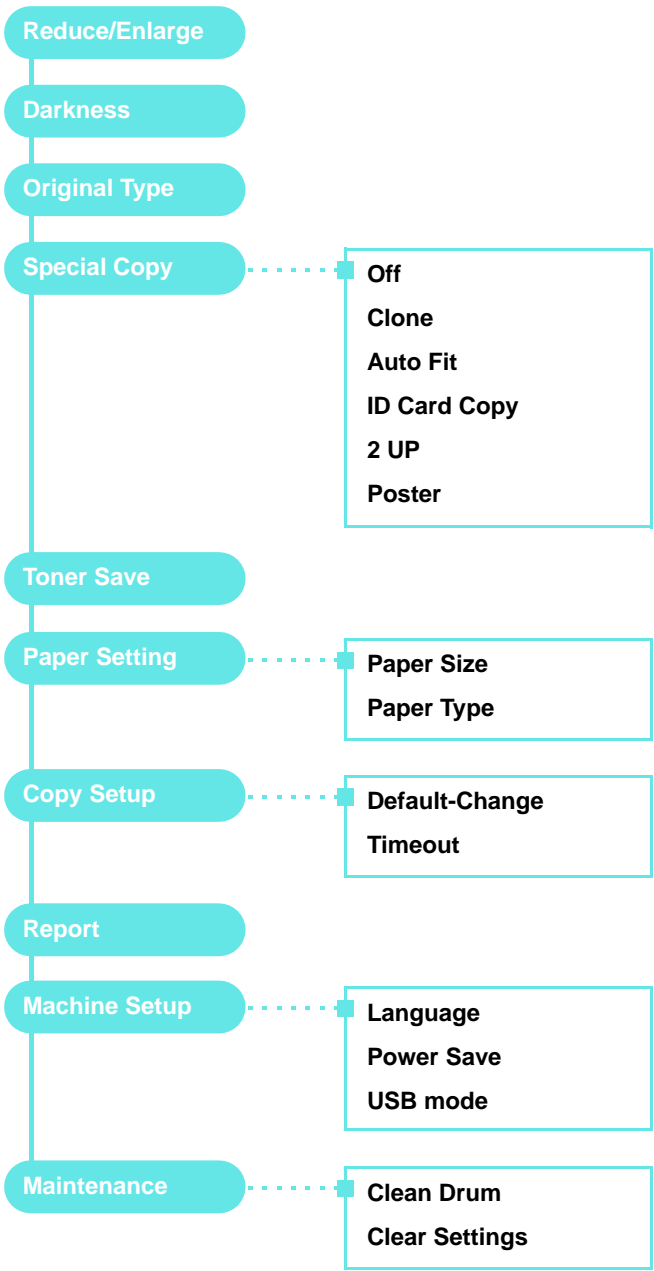 Reduce/Enlarge
Darkness
Original Type
Special Copy
Off
Clone
Auto Fit
ID Card Copy
2 UP
Poster
Toner Save
Paper Setting
Paper Size
Paper Type
Copy Setup
Default-Change
Timeout
Report
Machine Setup
Language
Power Save
USB mode
Maintenance
Clean Drum
Clear Settings